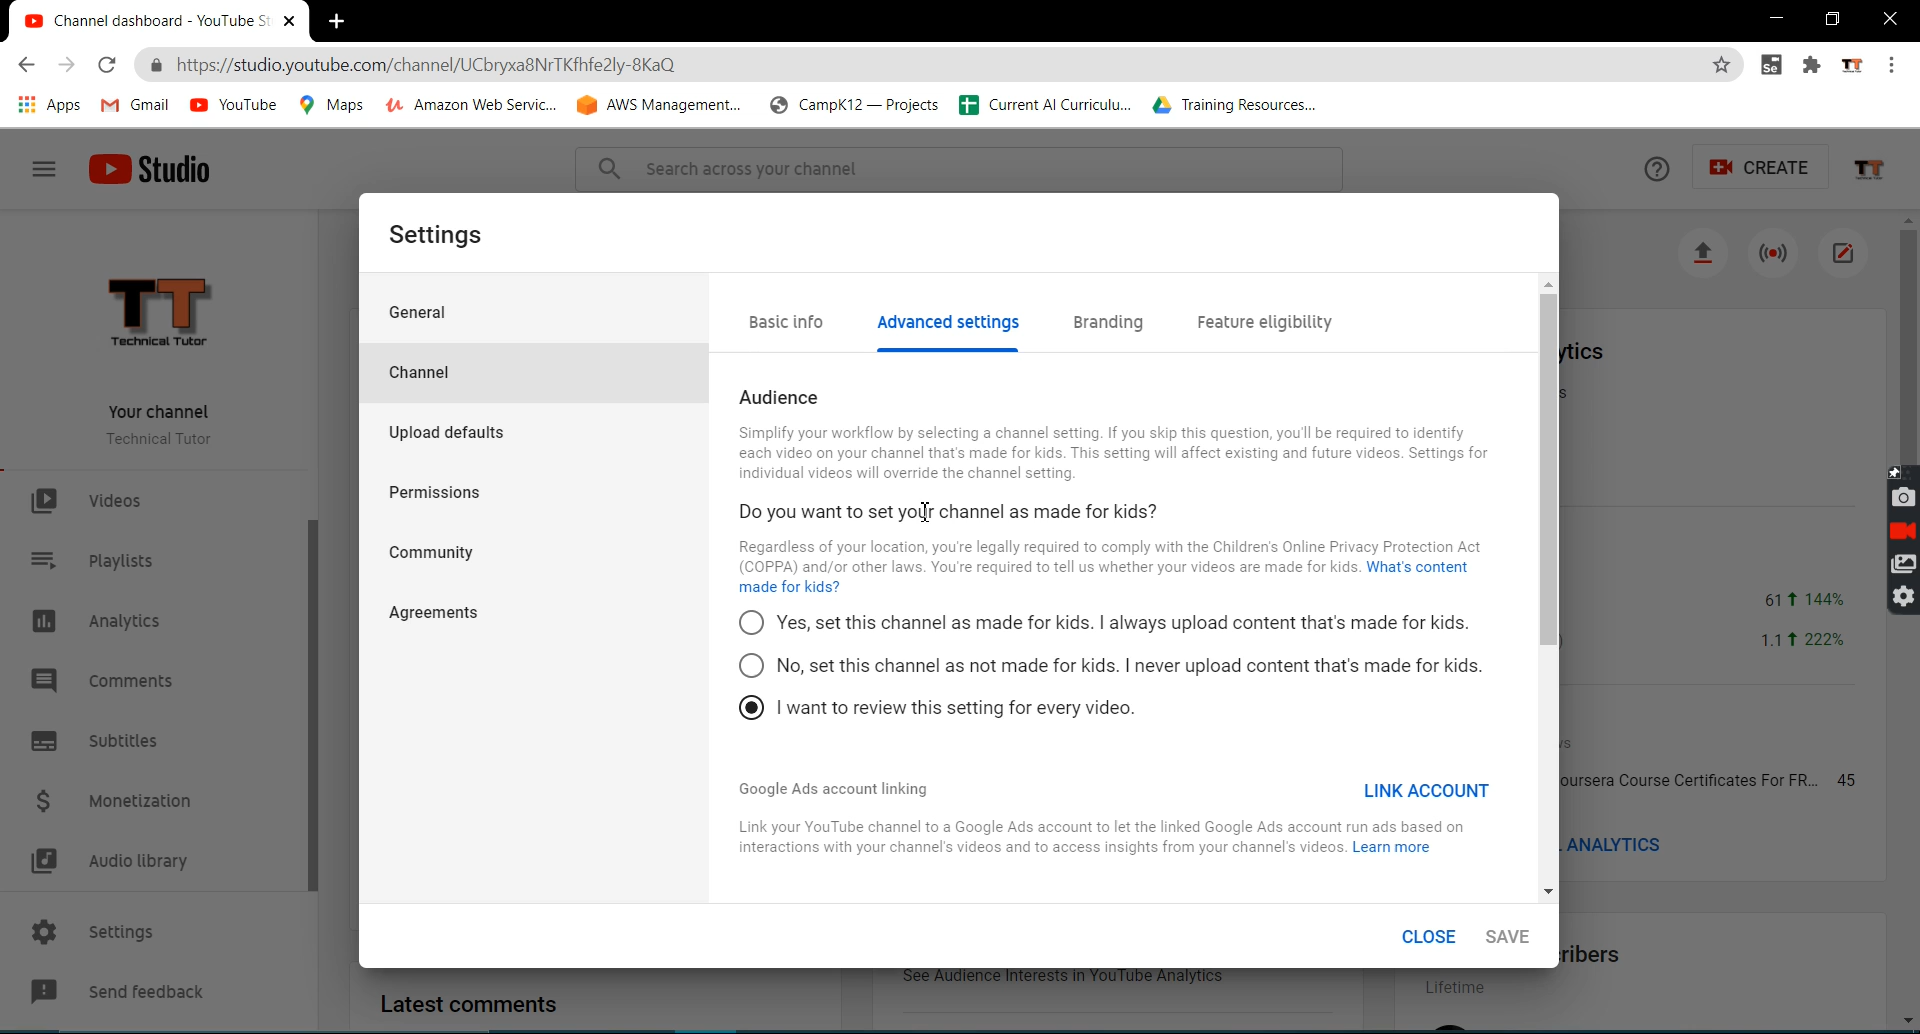 Channel dashboard - YouTube St
https://studio.youtube.com/channel/UCbryxa8NrTKfhfe2ly-8KaQ
Se
TT
Apps
Gmail
YouTube
Maps
Amazon Web Servic...
AWS Management...
CampK12 — Projects
Current AI Curriculu...
Training Resources...
Studio
Search across your channel
CREATE
TT
Settings
TT
Technical Tutor
Your channel
Technical Tutor
Videos
Playlists
Analytics
Comments
Subtitles
Monetization
Audio library
Settings
Send feedback
General
Channel
Upload defaults
Permissions
Community
Agreements
Basic info
Advanced settings
Branding
Feature eligibility
Audience
Simplify your workflow by selecting a channel setting. If you skip this question, you'll be required to identify
each video on your channel that's made for kids. This setting will affect existing and future videos. Settings for
individual videos will override the channel setting.
Do you want to set your channel as made for kids?
Regardless of your location, you're legally required to comply with the Children's Online Privacy Protection Act
(COPPA) and/or other laws. You're required to tell us whether your videos are made for kids. What's content
made for kids?
Yes, set this channel as made for kids. I always upload content that's made for kids.
No, set this channel as not made for kids. I never upload content that's made for kids.
I want to review this setting for every video.
Google Ads account linking
LINK ACCOUNT
Link your YouTube channel to a Google Ads account to let the linked Google Ads account run ads based on
interactions with your channel's videos and to access insights from your channel's videos. Learn more
CLOSE
SAVE
ytics
s
61 144%
) 1.1 222%
ws
oursera Course Certificates For FR... 45
ANALYTICS
ribers
Lifetime
See Audience Interests in YouTube Analytics
Latest comments